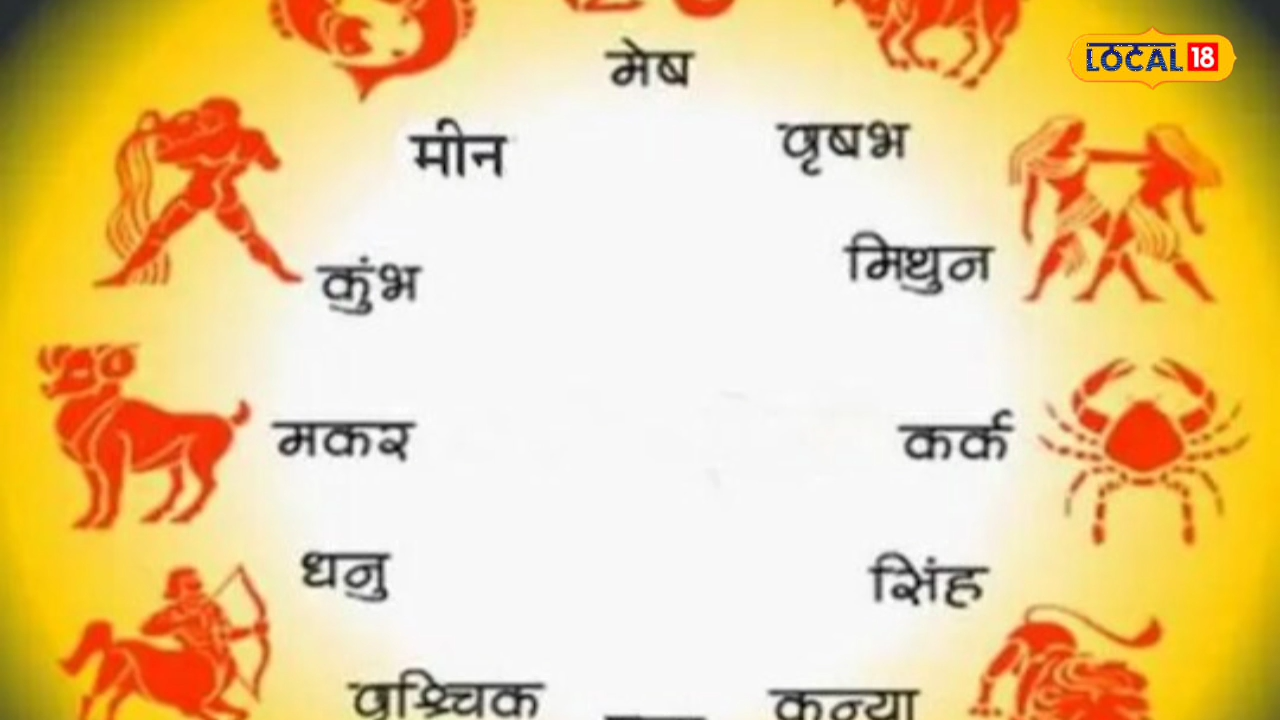 LOCAL 18
मेष
मीन
वृषभ
मिथुन
कुंभ
मकर
कर्क
धनु
सिंह
वृश्चिक
कन्या